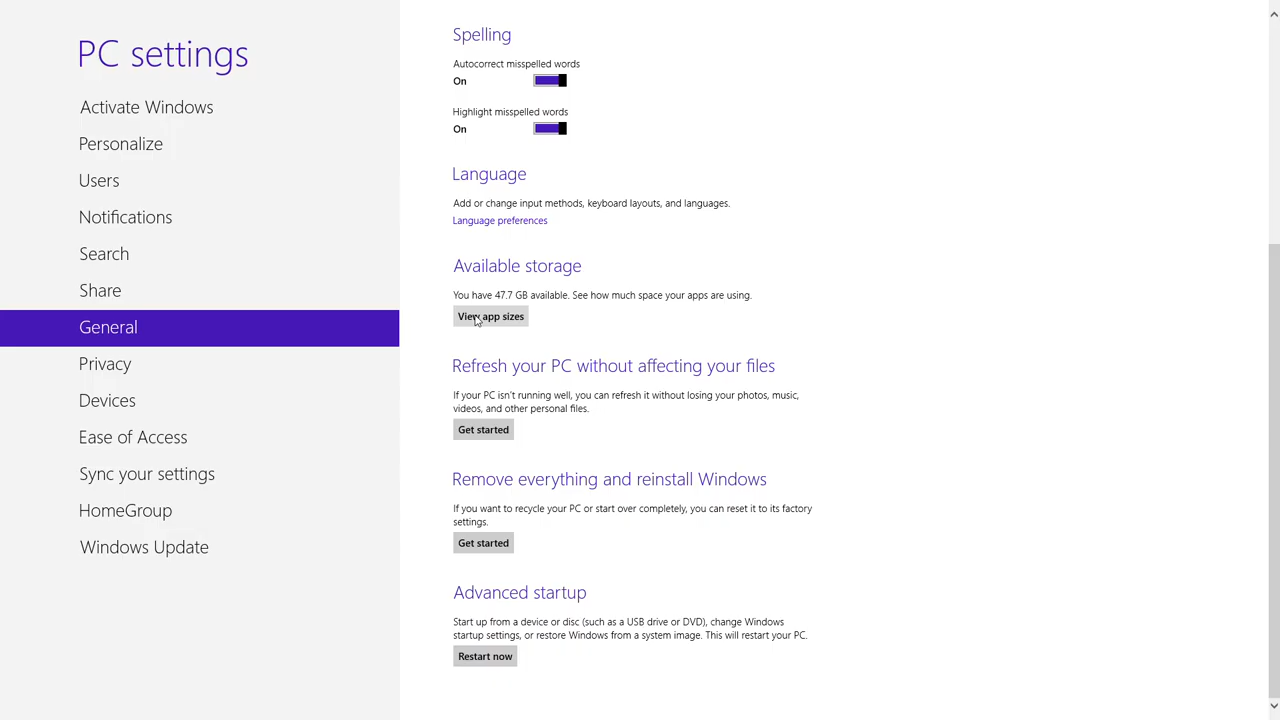 PC settings
Activate Windows
Personalize
Users
Notifications
Search
Share
General
Privacy
Devices
Ease of Access
Sync your settings
HomeGroup
Windows Update
Spelling
Autocorrect misspelled words
On
Highlight misspelled words
On
Language
Add or change input methods, keyboard layouts, and languages.
Language preferences
Available storage
You have 47.7 GB available. See how much space your apps are using.
View app sizes
Refresh your PC without affecting your files
If your PC isn't running well, you can refresh it without losing your photos, music,
videos, and other personal files.
Get started
Remove everything and reinstall Windows
If you want to recycle your PC or start over completely, you can reset it to its factory
settings.
Get started
Advanced startup
Start up from a device or disc (such as a USB drive or DVD), change Windows
startup settings, or restore Windows from a system image. This will restart your PC.
Restart now